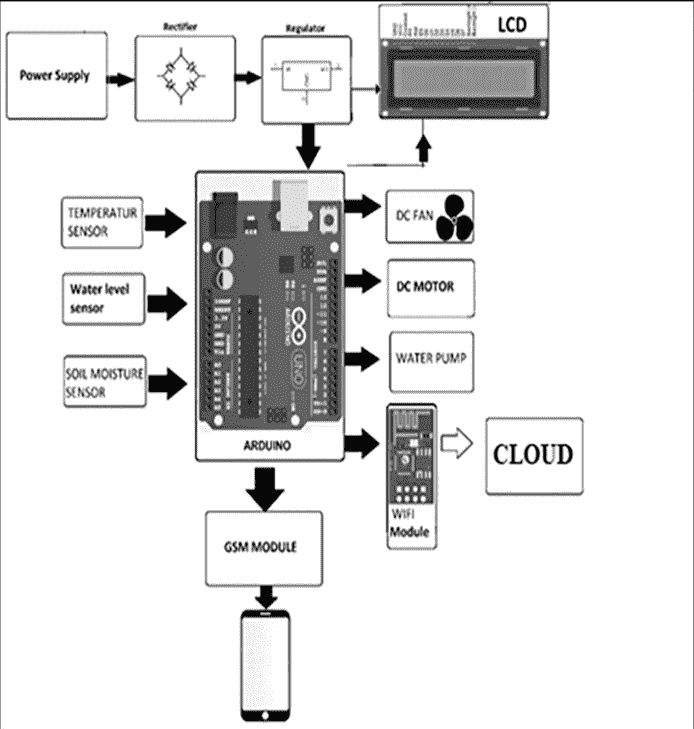 Rectifier
Regulator
LCD
Power Supply
TEMPERATUR
SENSOR
DC FAN
Water level
sensor
DC MOTOR
SOIL MOISTURE
SENSOR
WATER PUMP
UNO
ARDUINO
CLOUD
WIFI
Module
GSM MODULE